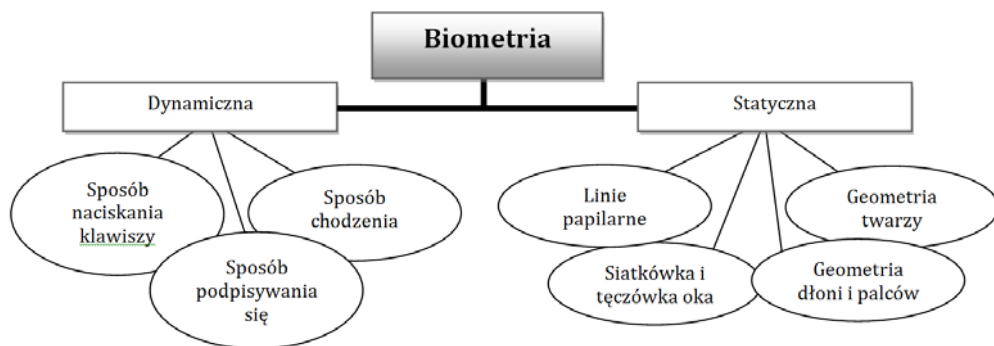 Biometria
Dynamiczna
Statyczna
Sposób
naciskania
klawiszy
Sposób
chodzenia
Sposób
podpisywania
się
Linie
papilarne
Geometria
twarzy
Siatkówka i
tęczówka oka
Geometria
dłoni i palców